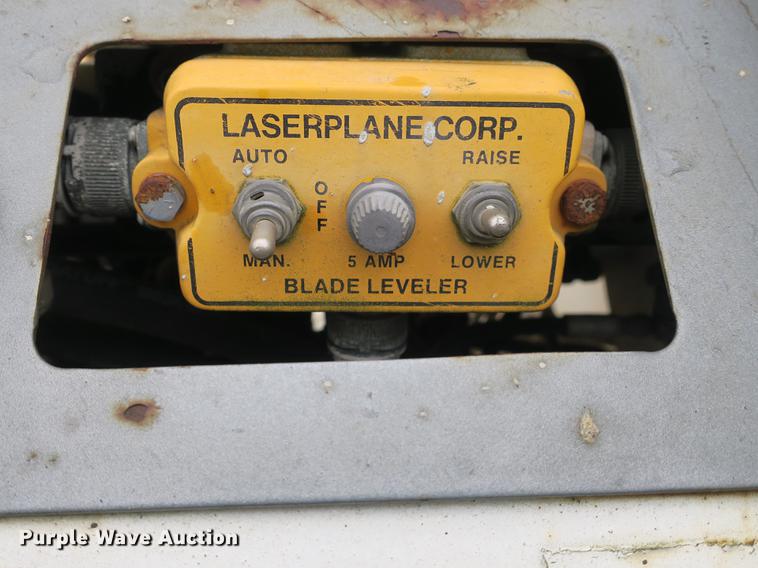 LASERPLANE CORP.
AUTO RAISE
OFF
MAN. 5 AMP LOWER
BLADE LEVELER
Purple Wave Auction